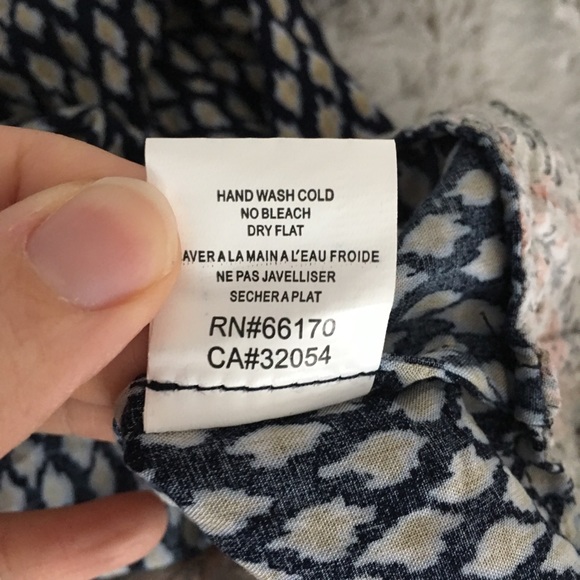 HAND WASH COLD
NO BLEACH
DRY FLAT
AVER A LA MAIN A L'EAU FROIDE
NE PAS JAVELLISER
SECHER A PLAT
RN#66170
CA#32054